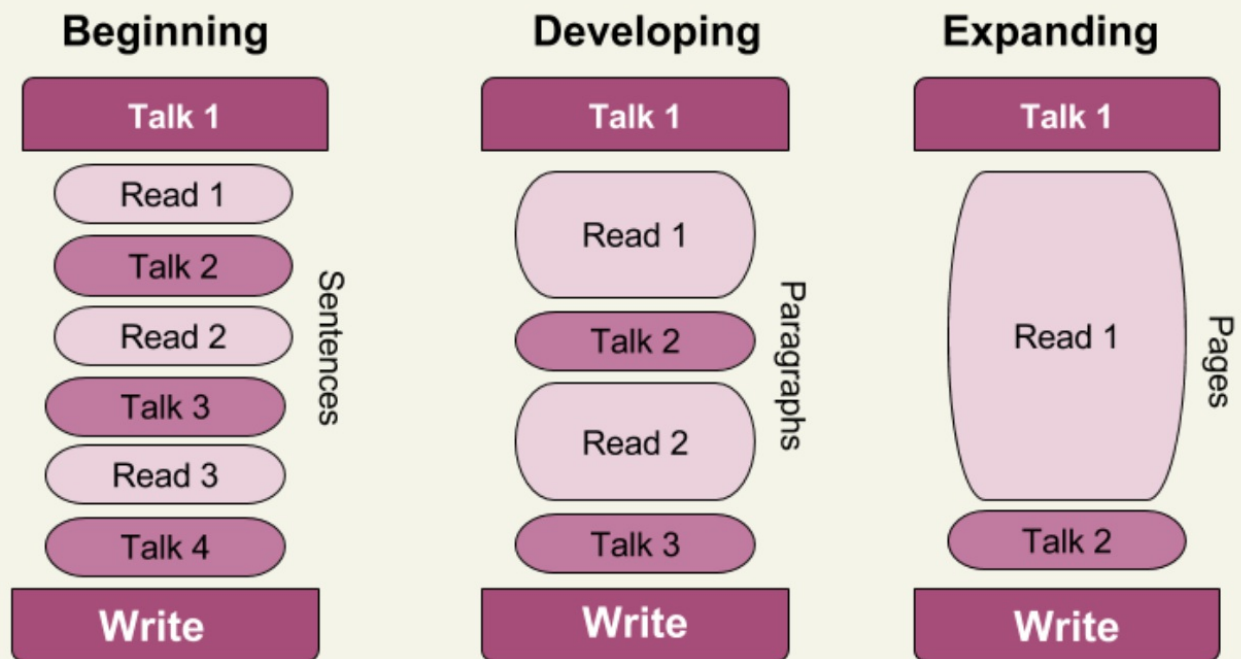 Beginning
Talk 1
Read 1
Talk 2
Read 2
Talk 3
Read 3
Talk 4
Write
Sentences
Developing
Talk 1
Read 1
Talk 2
Read 2
Talk 3
Write
Paragraphs
Expanding
Talk 1
Read 1
Talk 2
Write
Pages